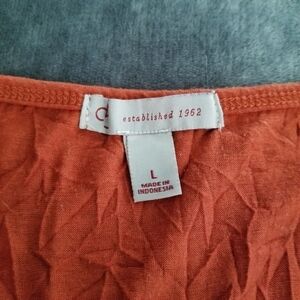 established 1962
L
MADE IN
INDONESIA